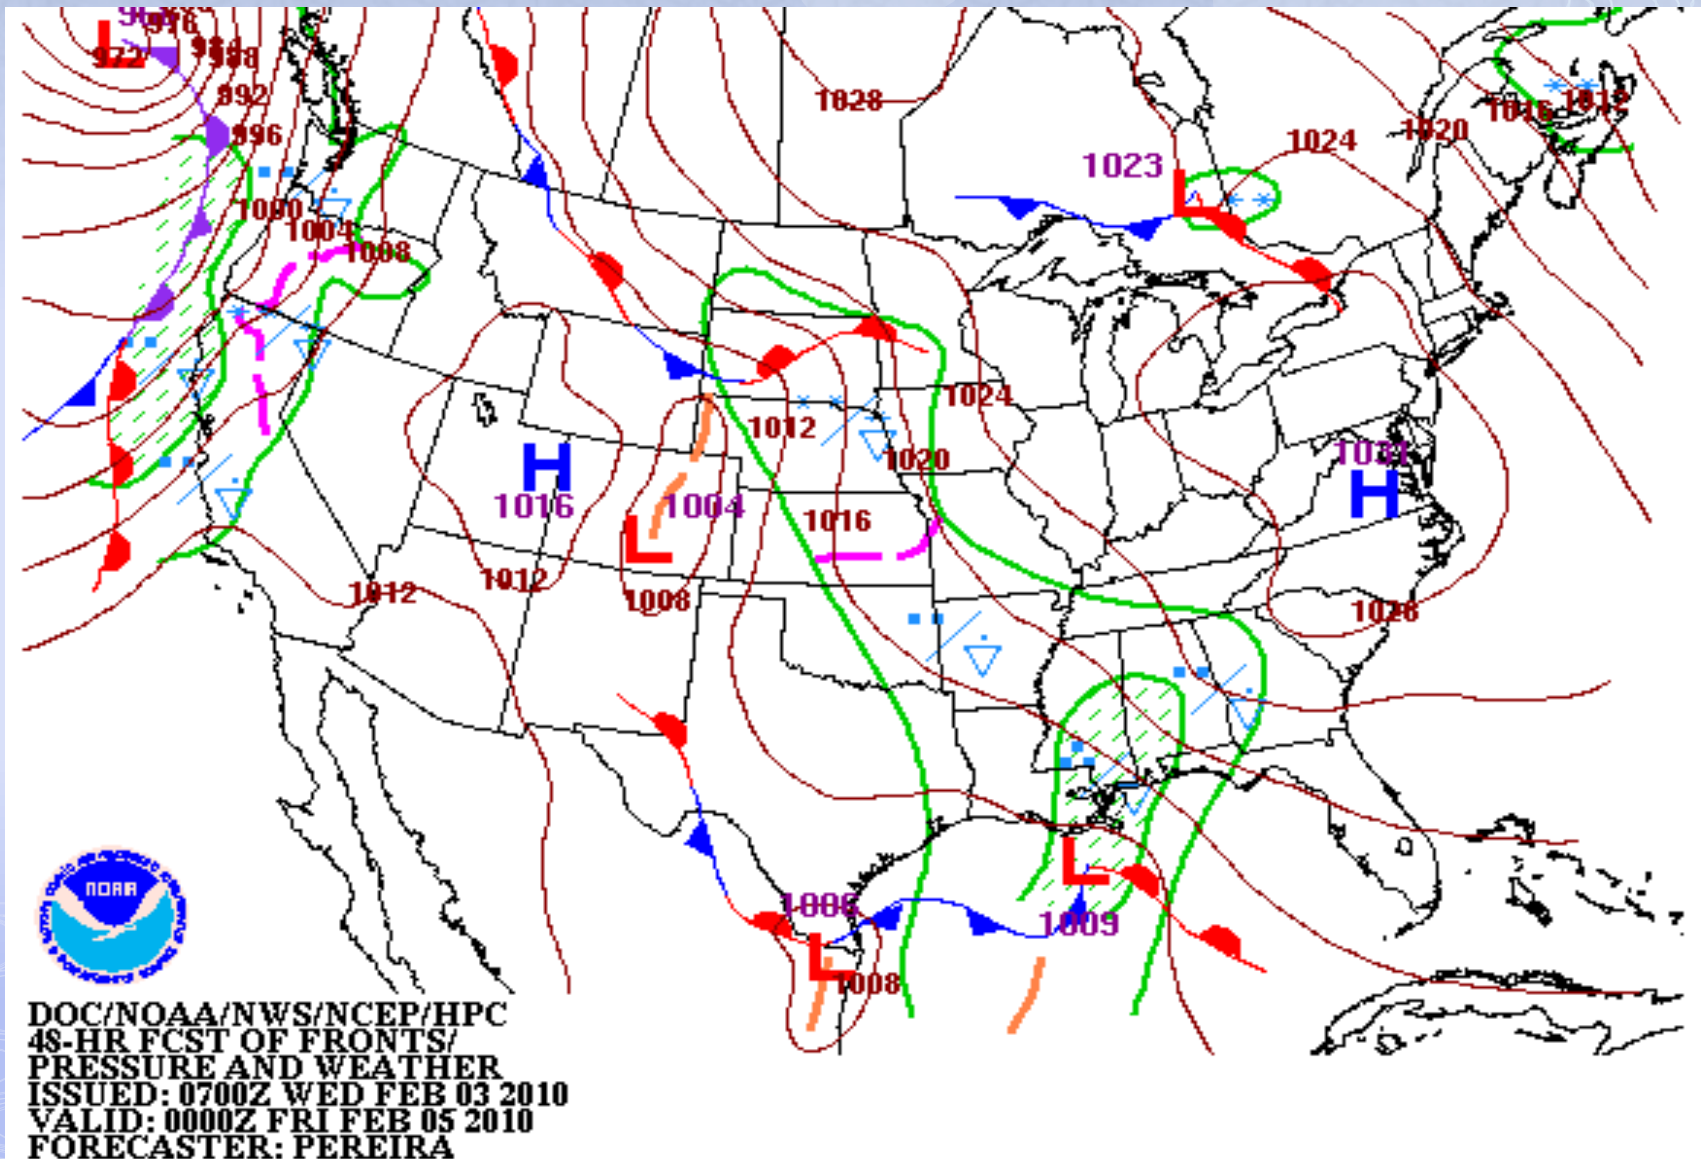 976
972
984
988
992
996
1000
1004
1008
1028
1024
1020
1016
1012
1023
L
1024
1012
1020
1031
H
H
1016
1004
L
1016
1012
1012
1008
1028
L
1006
1009
L
1008
NOAA
DOC/NOAA/NWS/NCEP/HPC
48-HR FCST OF FRONTS/
PRESSURE AND WEATHER
ISSUED: 0700Z WED FEB 03 2010
VALID: 0000Z FRI FEB 05 2010
FORECASTER: PEREIRA